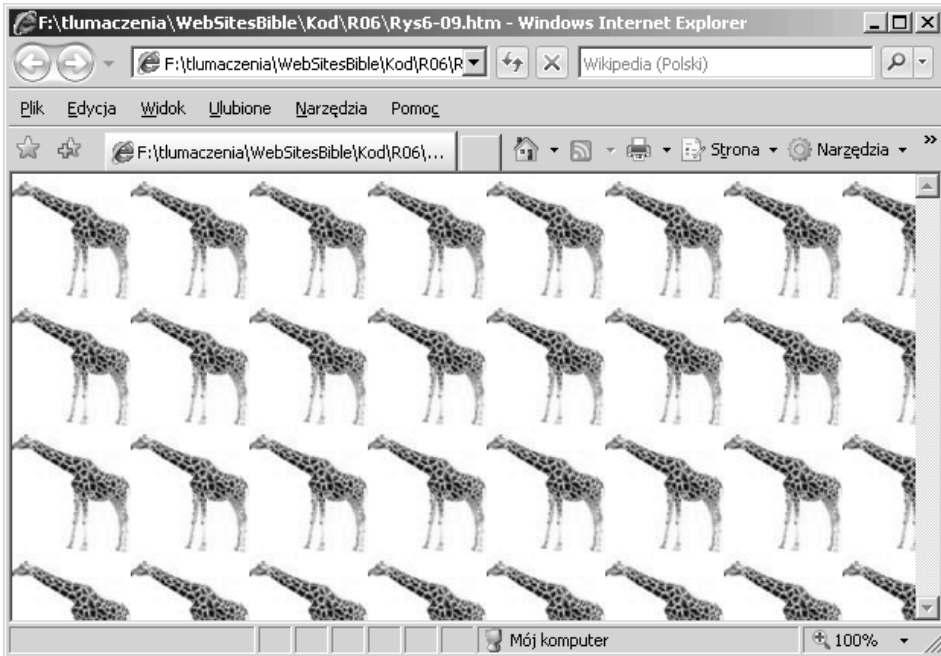 F:\tlumaczenia\WebSitesBible\Kod\R06\Rys6-09.htm - Windows Internet Explorer
F:\tlumaczenia\WebSitesBible\Kod\R06\R Wikipedia (Polski)
Plik Edycja Widok Ulubione Narzędzia Pomoc
F:\tlumaczenia\WebSitesBible\Kod\R06\... Strona Narzędzia »
Mój komputer 100%